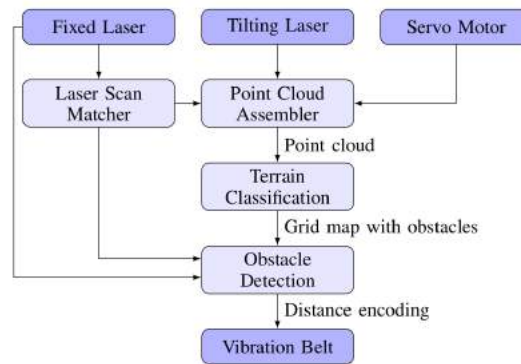 Fixed Laser
Tilting Laser
Servo Motor
Laser Scan
Matcher
Point Cloud
Assembler
Point cloud
Terrain
Classification
Grid map with obstacles
Obstacle
Detection
Distance encoding
Vibration Belt